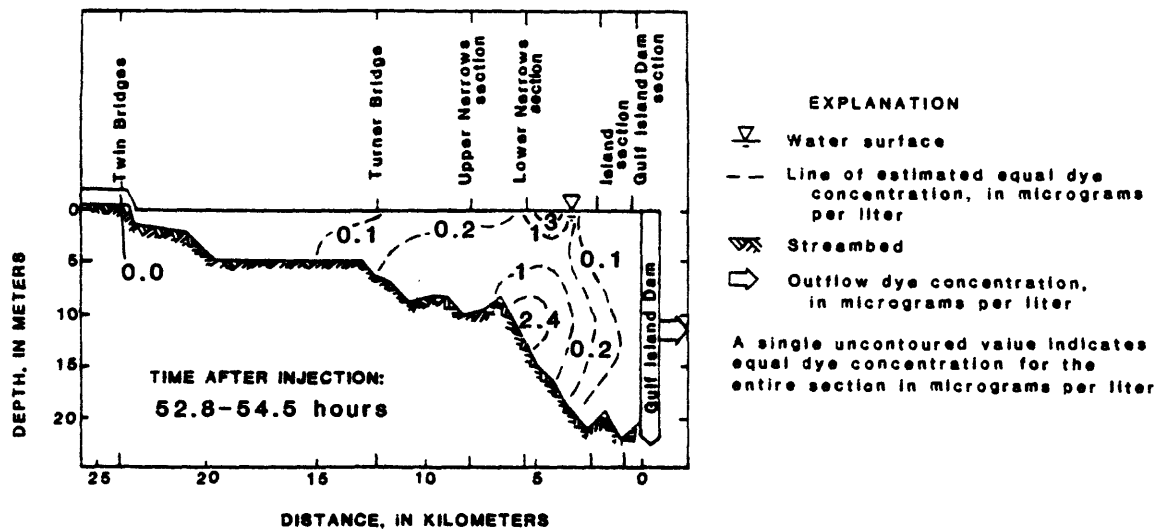 Twin Bridges
Turner Bridge
Upper Narrows
section
Lower Narrows
section
Island
section
Gulf Island Dam
section
EXPLANATION
Water surface
Line of estimated equal dye
concentration, in micrograms
per liter
Streambed
Outflow dye concentration,
in micrograms per liter
A single uncontoured value indicates
equal dye concentration for the
entire section in micrograms per liter
DEPTH, IN METERS
0
5
10
15
20
0.0
0.1
0.2
1
3
0.1
1
2.4
0.2
Gulf Island Dam
TIME AFTER INJECTION:
52.8-54.5 hours
25 20 15 10 5 0
DISTANCE, IN KILOMETERS